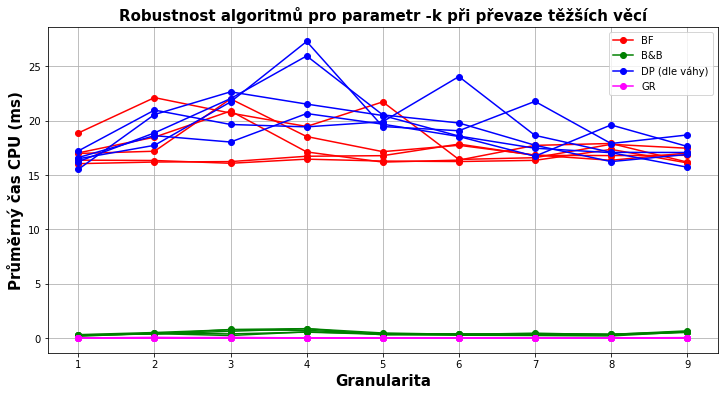 Robustnost algoritmů pro parametr -k při převaze těžších věcí
BF
B&B
DP (dle váhy)
GR
Průměrný čas CPU (ms)
25
20
15
10
5
0
1 2 3 4 5 6 7 8 9
Granularita